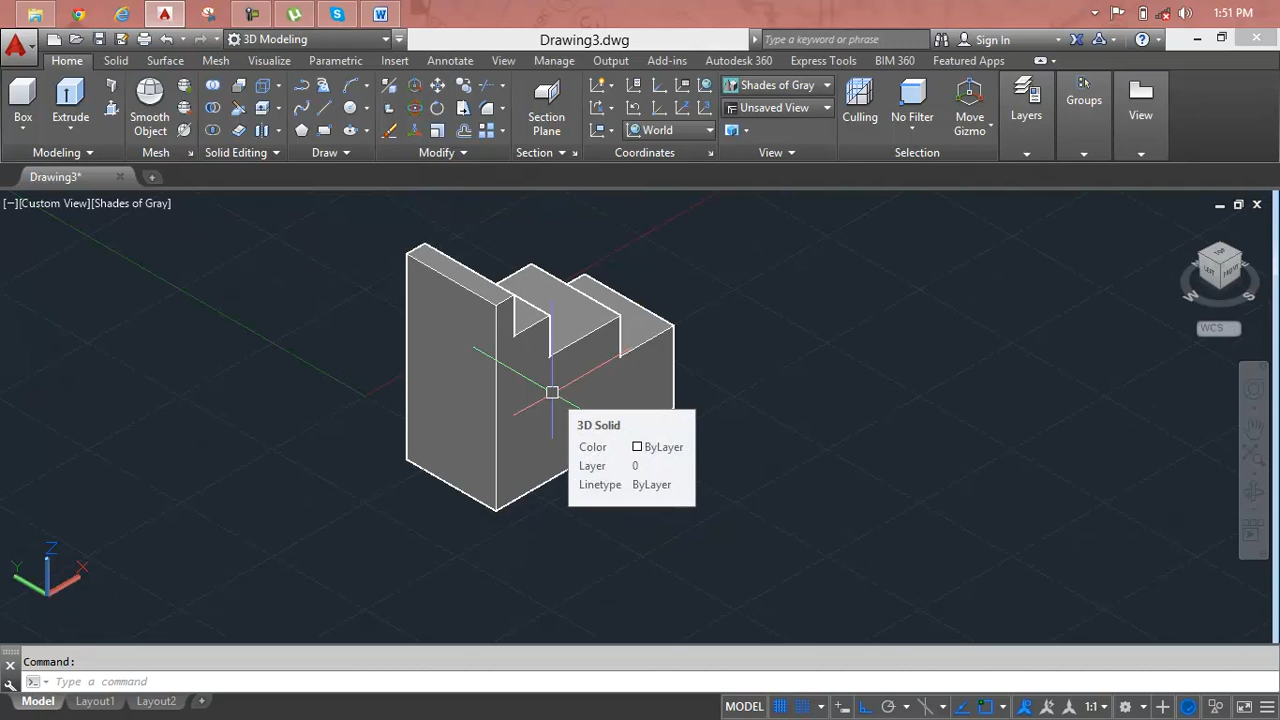 1:51 PM
3D Modeling
Drawing3.dwg
Type a keyword or phrase
Sign In
Home Solid Surface Mesh Visualize Parametric Insert Annotate View Manage Output Add-ins Autodesk 360 Express Tools BIM 360 Featured Apps
Box
Extrude
Smooth
Object
Section
Plane
Shades of Gray
Unsaved View
World
Culling
No Filter
Move
Gizmo
Layers
Groups
View
Modeling
Mesh
Solid Editing
Draw
Modify
Section
Coordinates
View
Selection
Drawing3*
[−][Custom View][Shades of Gray]
TOP
LEFT
FRONT
W
S
WCS
3D Solid
Color ByLayer
Layer 0
Linetype ByLayer
Z
Y
X
Command:
Type a command
Model Layout1 Layout2 +
MODEL
1:1